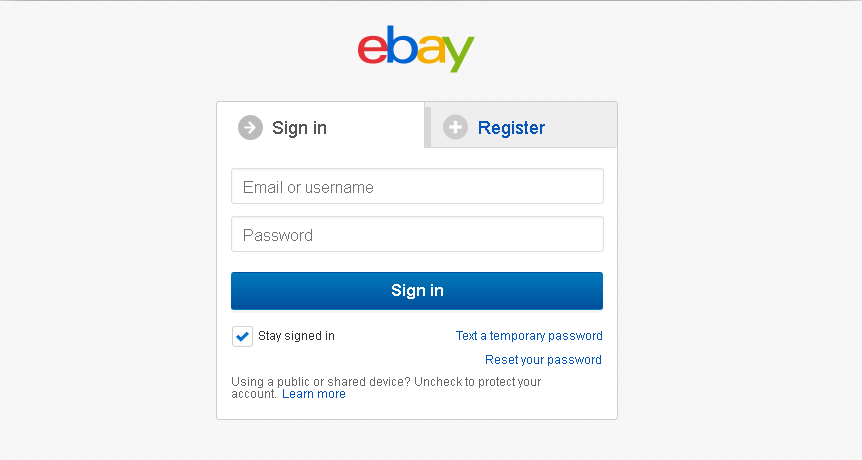 ebay
Sign in
Register
Email or username
Password
Sign in
Stay signed in
Text a temporary password
Reset your password
Using a public or shared device? Uncheck to protect your
account. Learn more